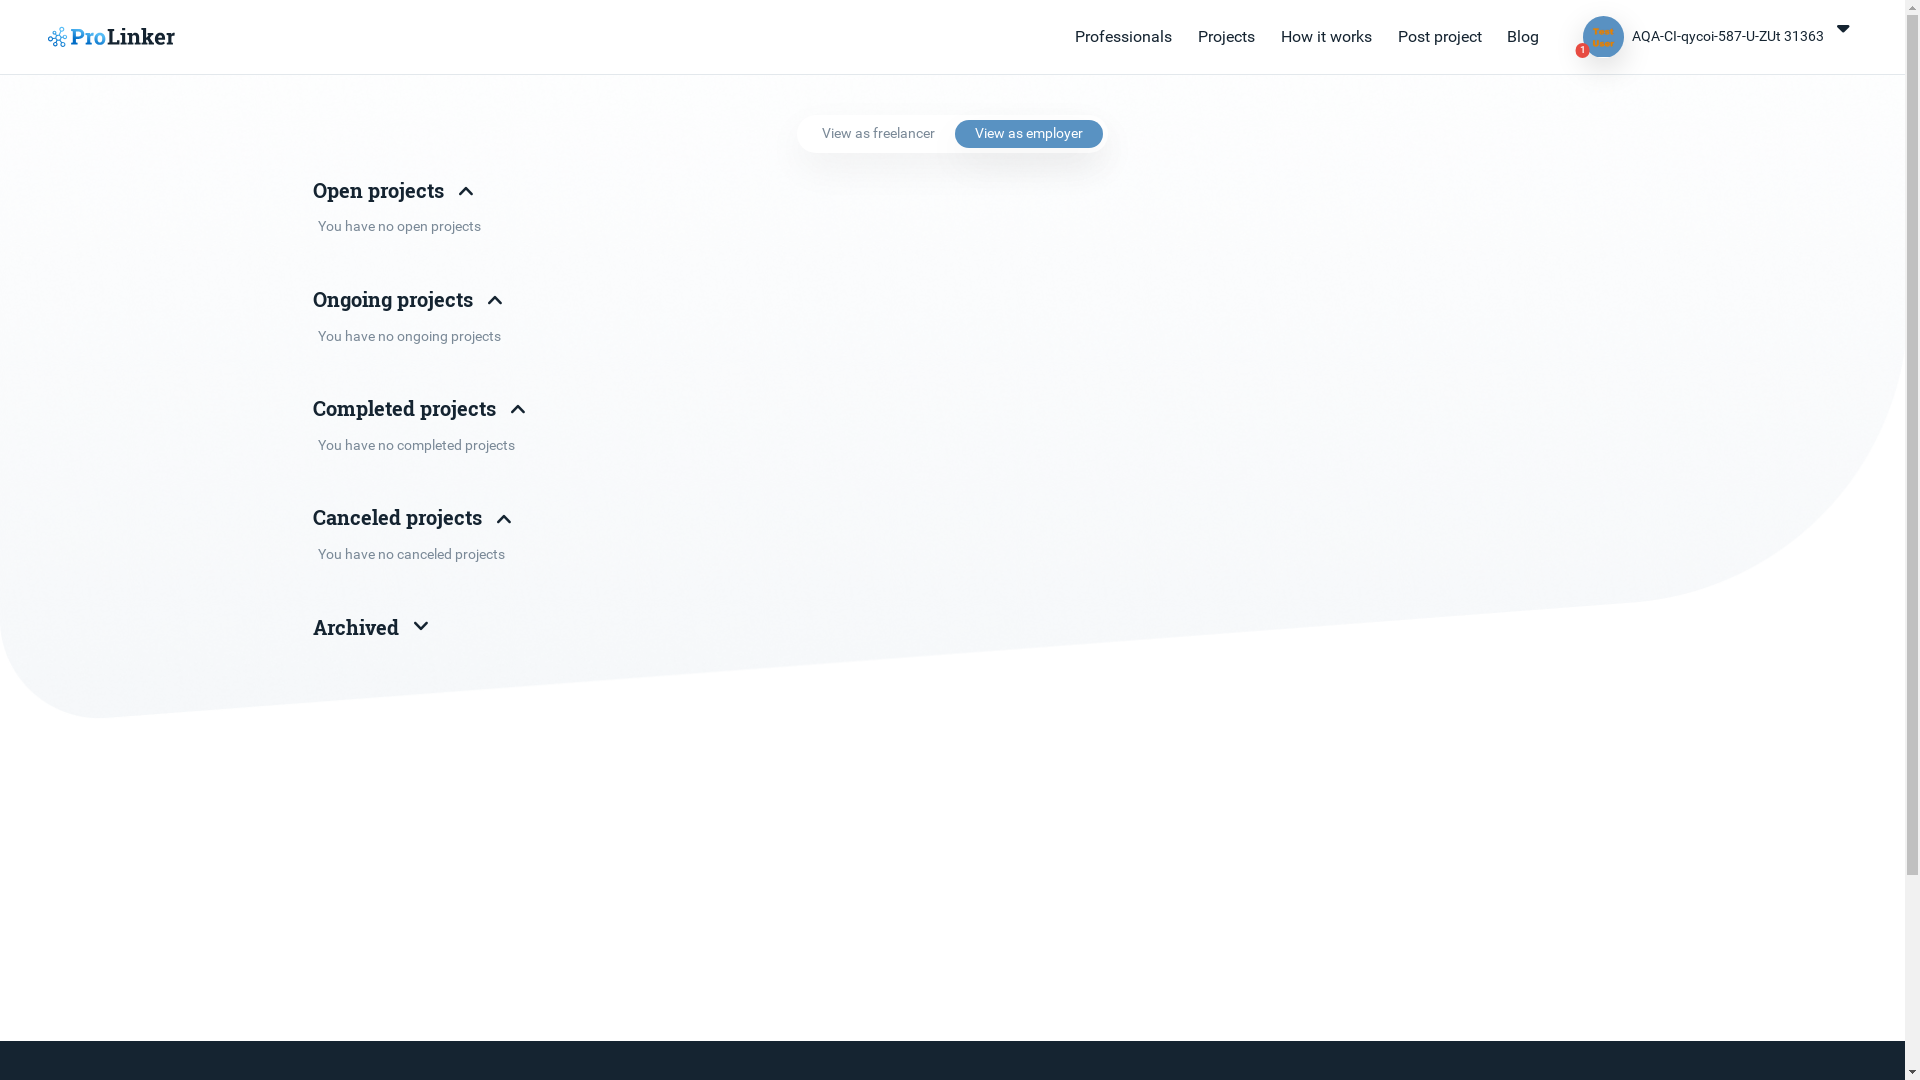 ProLinker
Professionals
Projects
How it works
Post project
Blog
Test
User
1
AQA-CI-qycoi-587-U-ZUt 31363
View as freelancer
View as employer
Open projects
You have no open projects
Ongoing projects
You have no ongoing projects
Completed projects
You have no completed projects
Canceled projects
You have no canceled projects
Archived